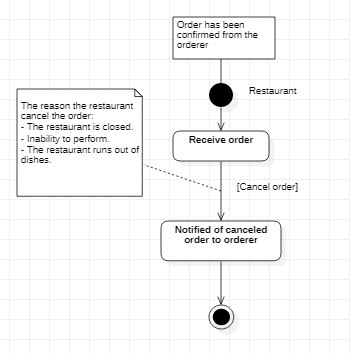 Order has been
confirmed from the
orderer
Restaurant
The reason the restaurant
cancel the order:
- The restaurant is closed.
- Inability to perform.
- The restaurant runs out of
dishes.
Receive order
[Cancel order]
Notified of canceled
order to orderer